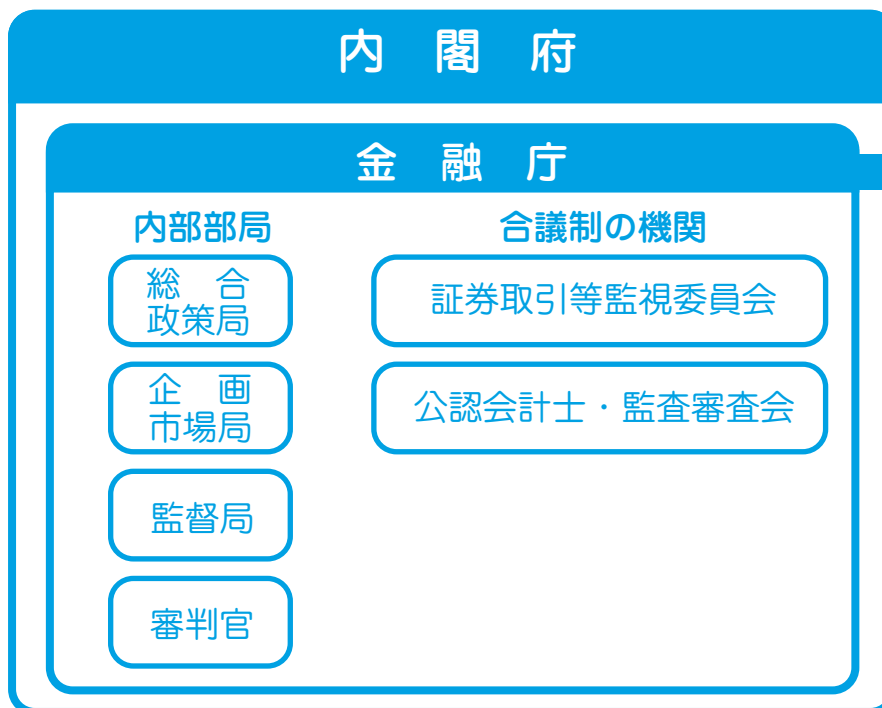 内閣府
金融庁
内部部局
総合
政策局
企画
市場局
監督局
審判官
合議制の機関
証券取引等監視委員会
公認会計士・監査審査会